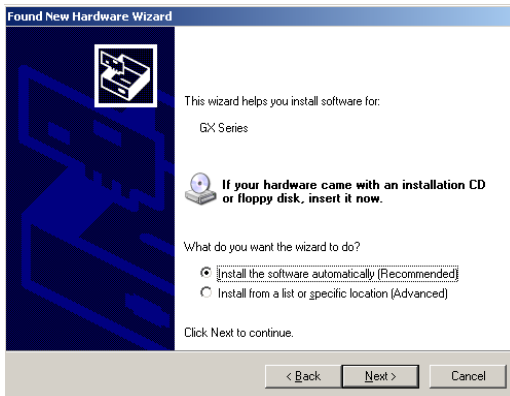 Found New Hardware Wizard
This wizard helps you install software for:
GX Series
If your hardware came with an installation CD
or floppy disk, insert it now.
What do you want the wizard to do?
Install the software automatically (Recommended)
Install from a list or specific location (Advanced)
Click Next to continue.
< Back Next > Cancel